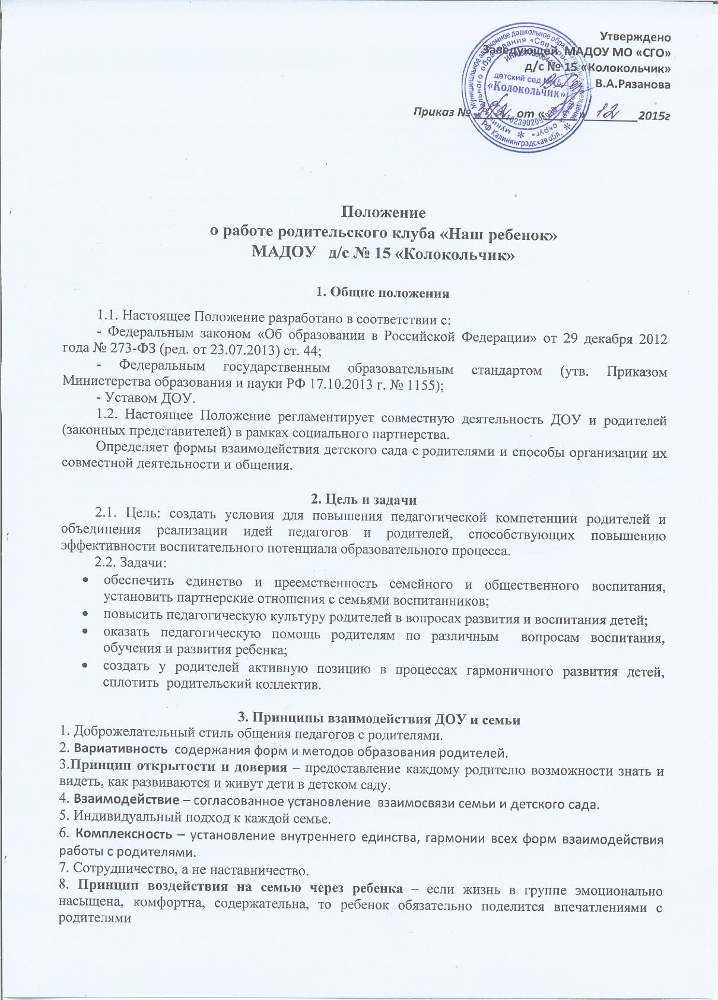 Утверждено
Заведующей МАДОУ МО «СГО»
д/с № 15 «Колокольчик»
В.А.Рязанова
Приказ № от « » 12 2015г
детский сад № 15
«Колокольчик»
РФ Калининградская обл.
Положение
о работе родительского клуба «Наш ребенок»
МАДОУ д/с № 15 «Колокольчик»
1. Общие положения
1.1. Настоящее Положение разработано в соответствии с:
- Федеральным законом «Об образовании в Российской Федерации» от 29 декабря 2012
года № 273-ФЗ (ред. от 23.07.2013) ст. 44;
- Федеральным государственным образовательным стандартом (утв. Приказом
Министерства образования и науки РФ 17.10.2013 г. № 1155);
- Уставом ДОУ.
1.2. Настоящее Положение регламентирует совместную деятельность ДОУ и родителей
(законных представителей) в рамках социального партнерства.
Определяет формы взаимодействия детского сада с родителями и способы организации их
совместной деятельности и общения.
2. Цель и задачи
2.1. Цель: создать условия для повышения педагогической компетенции родителей и
объединения реализации идей педагогов и родителей, способствующих повышению
эффективности воспитательного потенциала образовательного процесса.
2.2. Задачи:
• обеспечить единство и преемственность семейного и общественного воспитания,
установить партнерские отношения с семьями воспитанников;
• повысить педагогическую культуру родителей в вопросах развития и воспитания детей;
• оказать педагогическую помощь родителям по различным вопросам воспитания,
обучения и развития ребенка;
• создать у родителей активную позицию в процессах гармоничного развития детей,
сплотить родительский коллектив.
3. Принципы взаимодействия ДОУ и семьи
1. Доброжелательный стиль общения педагогов с родителями.
2. Вариативность содержания форм и методов образования родителей.
3.Принцип открытости и доверия – предоставление каждому родителю возможности знать и
видеть, как развиваются и живут дети в детском саду.
4. Взаимодействие – согласованное установление взаимосвязи семьи и детского сада.
5. Индивидуальный подход к каждой семье.
6. Комплексность – установление внутреннего единства, гармонии всех форм взаимодействия
работы с родителями.
7. Сотрудничество, а не наставничество.
8. Принцип воздействия на семью через ребенка – если жизнь в группе эмоционально
насыщена, комфортна, содержательна, то ребенок обязательно поделится впечатлениями с
родителями